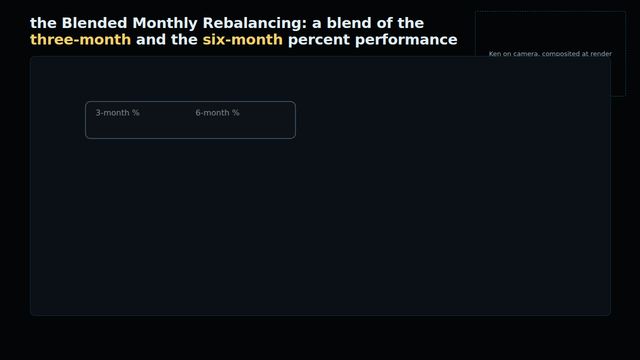 the Blended Monthly Rebalancing: a blend of the
three-month and the six-month percent performance
Ken on camera, composited at render
3-month %
6-month %